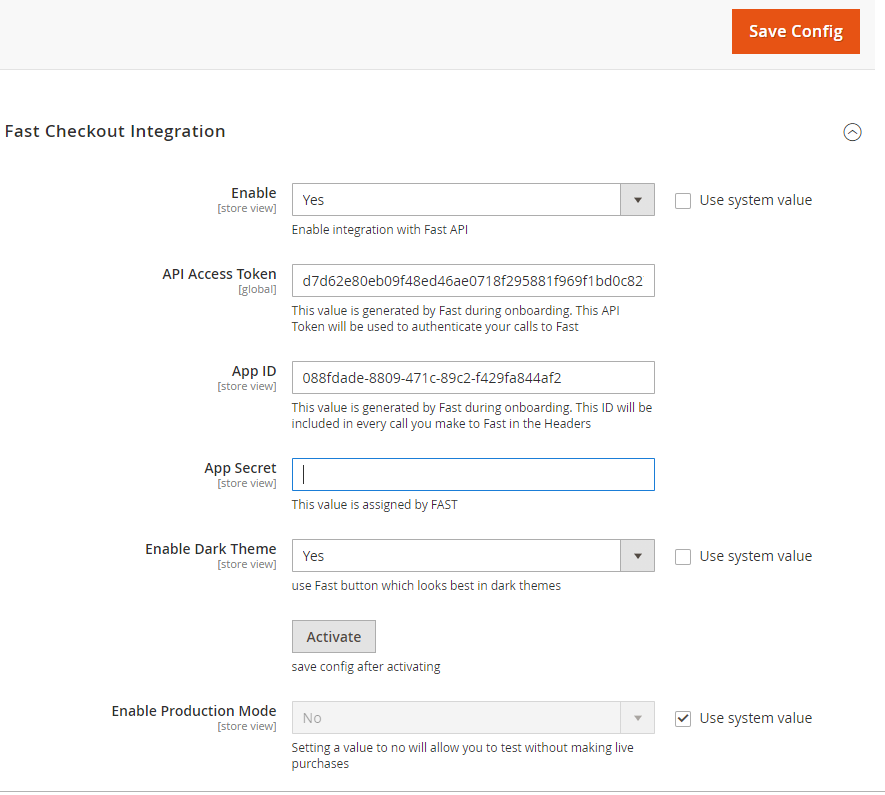 Save Config
Fast Checkout Integration
Enable
[store view]
Yes
Use system value
Enable integration with Fast API
API Access Token
[global]
d7d62e80eb09f48ed46ae0718f295881f969f1bd0c82
This value is generated by Fast during onboarding. This API
Token will be used to authenticate your calls to Fast
App ID
[store view]
088fdade-8809-471c-89c2-f429fa844af2
This value is generated by Fast during onboarding. This ID will be
included in every call you make to Fast in the Headers
App Secret
[store view]
This value is assigned by FAST
Enable Dark Theme
[store view]
Yes
Use system value
use Fast button which looks best in dark themes
Activate
save config after activating
Enable Production Mode
[store view]
No
Use system value
Setting a value to no will allow you to test without making live
purchases